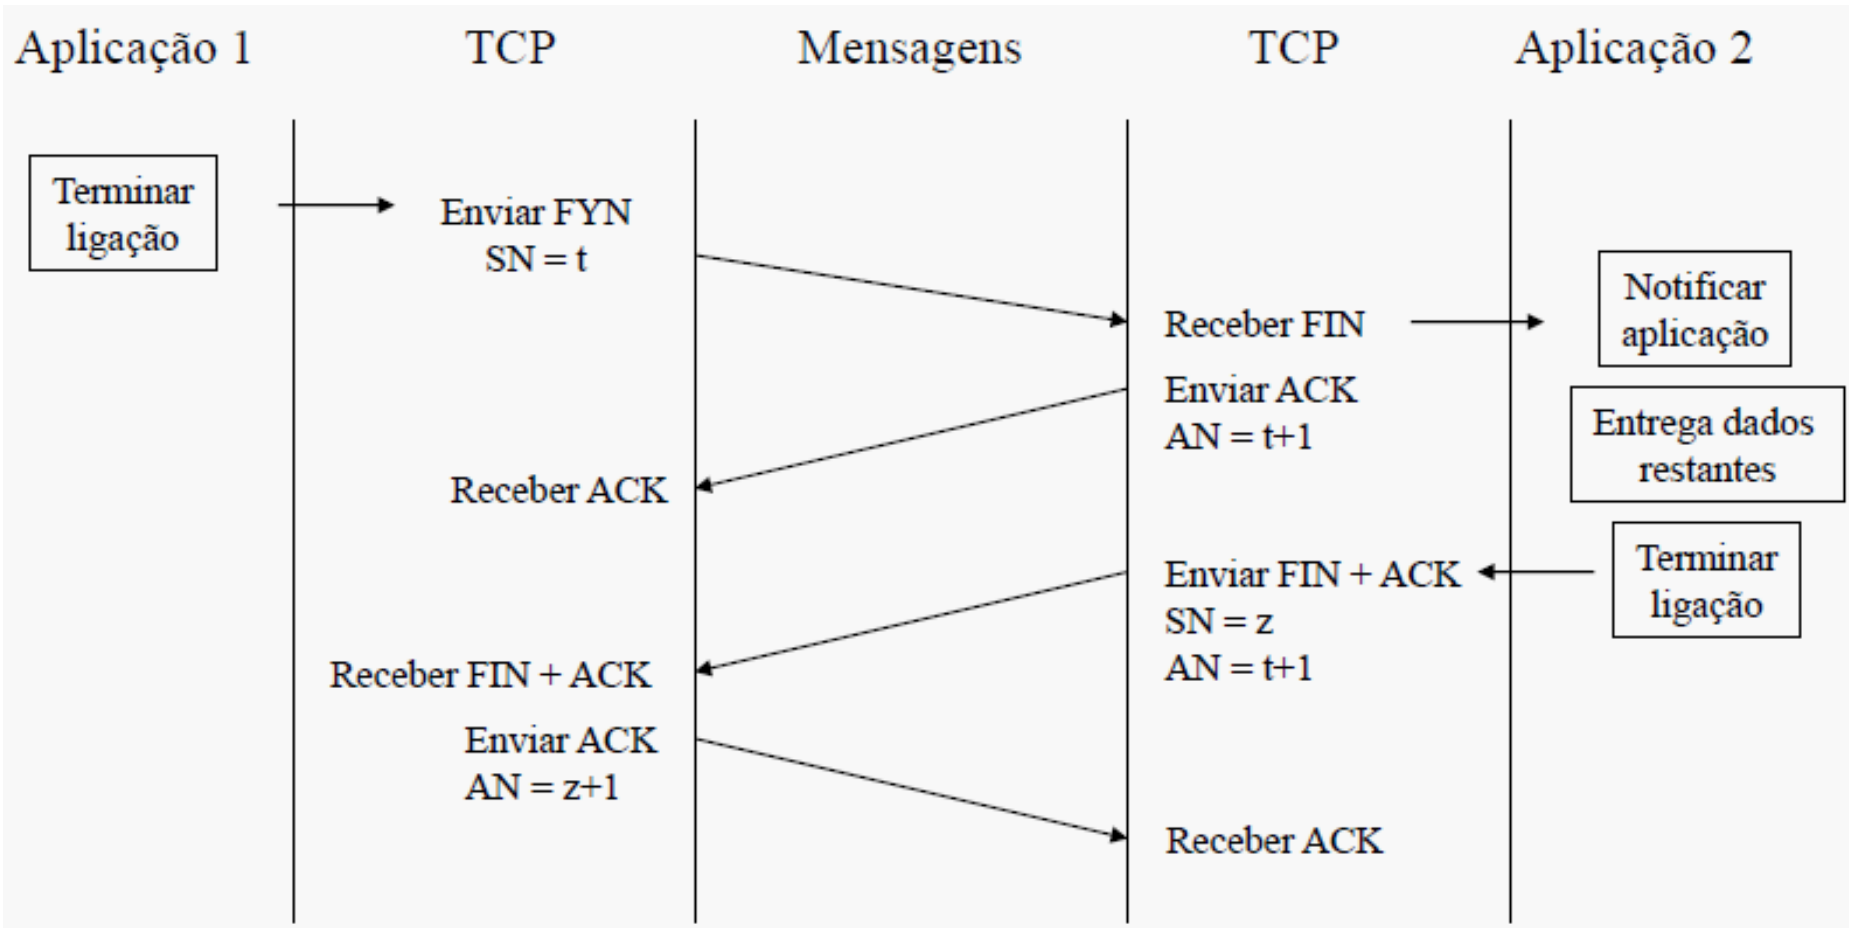 Aplicação 1
TCP
Mensagens
TCP
Aplicação 2
Terminar
ligação
Enviar FYN
SN = t
Receber FIN
Notificar
aplicação
Enviar ACK
AN = t+1
Entrega dados
restantes
Receber ACK
Terminar
ligação
Enviar FIN + ACK
SN = z
AN = t+1
Receber FIN + ACK
Enviar ACK
AN = z+1
Receber ACK